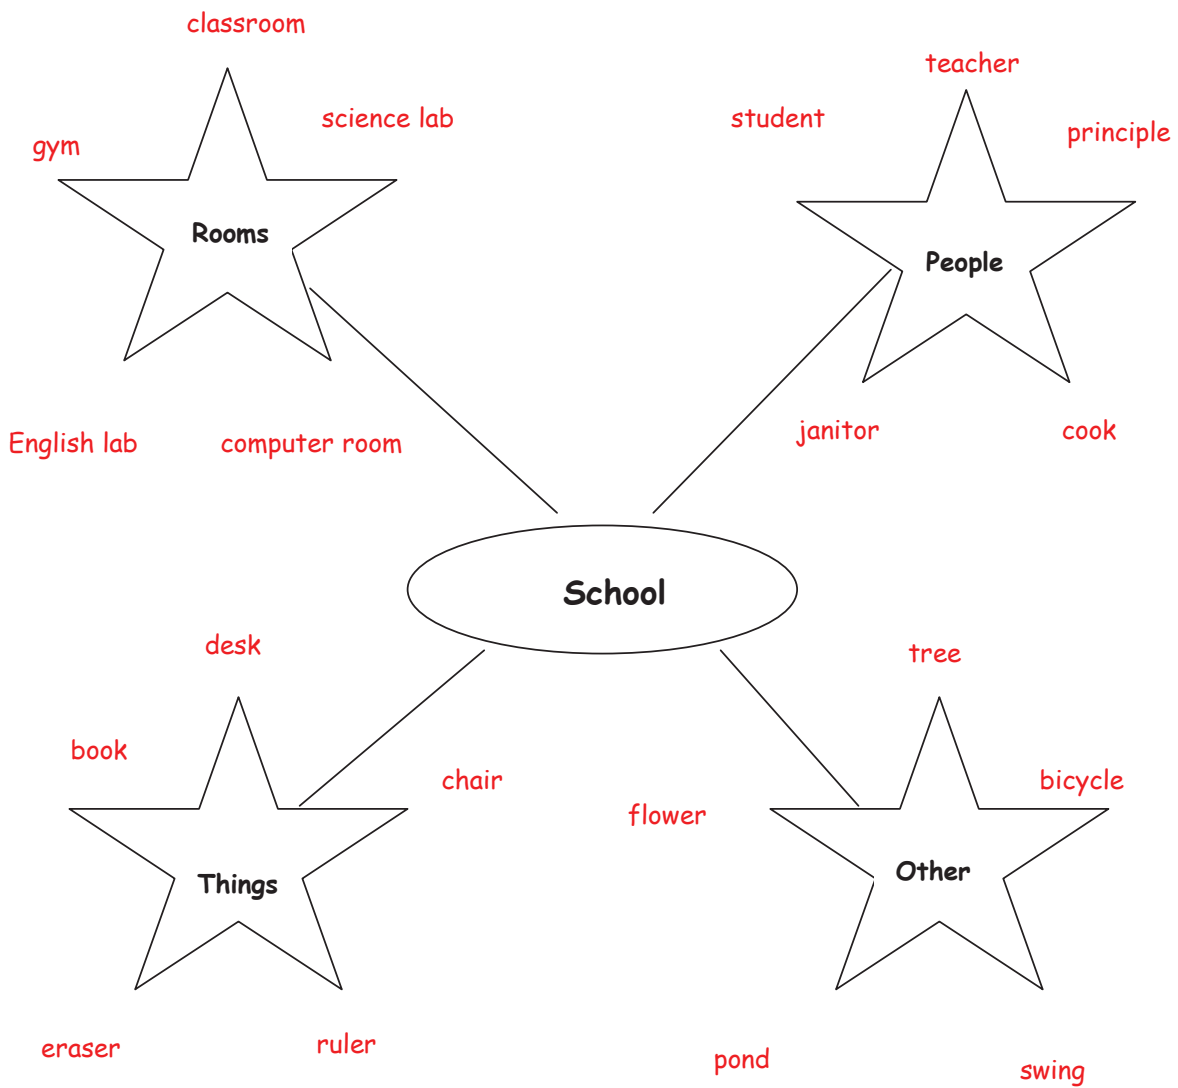 classroom
science lab
gym
Rooms
English lab
computer room
teacher
student
principle
People
janitor
cook
School
desk
book
chair
Things
eraser
ruler
tree
bicycle
flower
Other
pond
swing